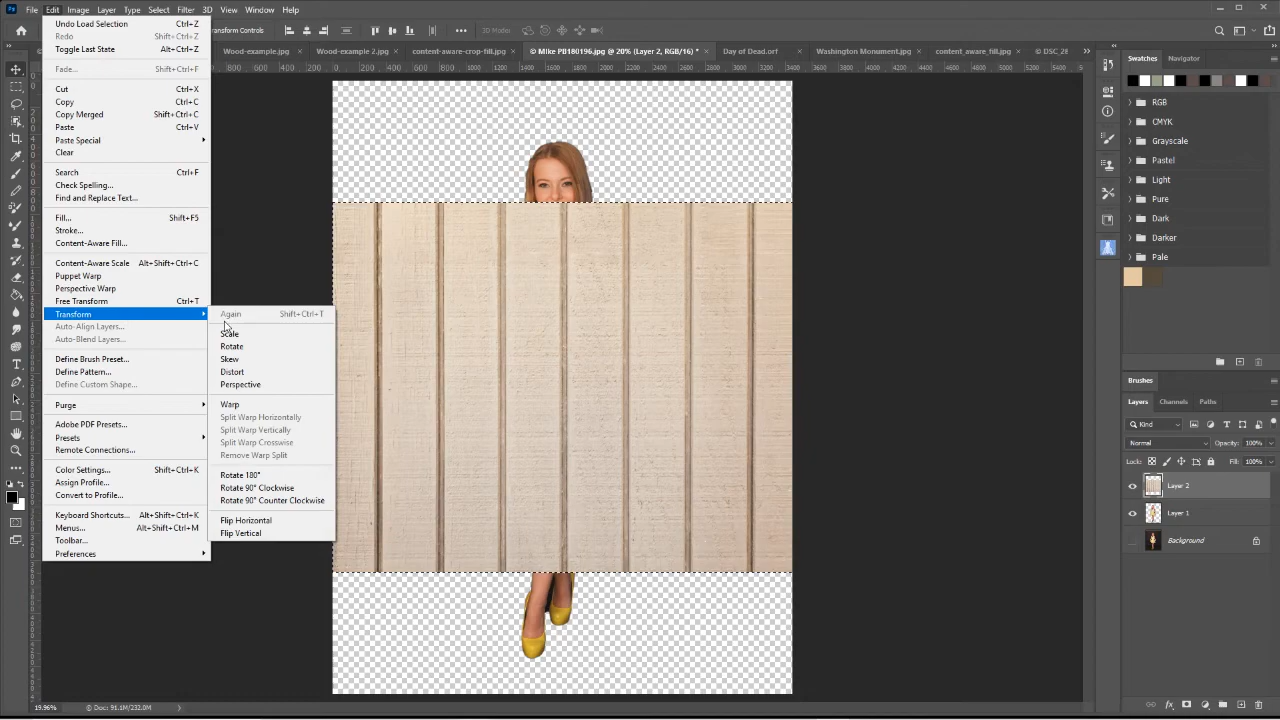 Ps File Edit Image Layer Type Select Filter 3D View Window Help
Transform Controls 3D Mode:
Wood-example.jpg × Wood-example 2.jpg × content-aware-crop-fill.jpg × © Mike PB180196.jpg @ 20% (Layer 2, RGB/16) * × Day of Dead.orf × Washington Monument.jpg × content_aware_fill.jpg × © DSC 28
Undo Load Selection Ctrl+Z
Redo Shift+Ctrl+Z
Toggle Last State Alt+Ctrl+Z
Fade... Shift+Ctrl+F
Cut Ctrl+X
Copy Ctrl+C
Copy Merged Shift+Ctrl+C
Paste Ctrl+V
Paste Special
Clear
Search Ctrl+F
Check Spelling...
Find and Replace Text...
Fill... Shift+F5
Stroke...
Content-Aware Fill...
Content-Aware Scale Alt+Shift+Ctrl+C
Puppet Warp
Perspective Warp
Free Transform Ctrl+T
Transform
Auto-Align Layers...
Auto-Blend Layers...
Define Brush Preset...
Define Pattern...
Define Custom Shape...
Purge
Adobe PDF Presets...
Presets
Remote Connections...
Color Settings... Shift+Ctrl+K
Assign Profile...
Convert to Profile...
Keyboard Shortcuts... Alt+Shift+Ctrl+K
Menus... Alt+Shift+Ctrl+M
Toolbar...
Preferences
Again Shift+Ctrl+T
Scale
Rotate
Skew
Distort
Perspective
Warp
Split Warp Horizontally
Split Warp Vertically
Split Warp Crosswise
Remove Warp Split
Rotate 180°
Rotate 90° Clockwise
Rotate 90° Counter Clockwise
Flip Horizontal
Flip Vertical
Swatches Navigator
RGB
CMYK
Grayscale
Pastel
Light
Pure
Dark
Darker
Pale
Brushes
Layers Channels Paths
Kind
Normal Opacity: 100%
Lock: Fill: 100%
Layer 2
Layer 1
Background
19.96% Doc: 91.1M/232.0M